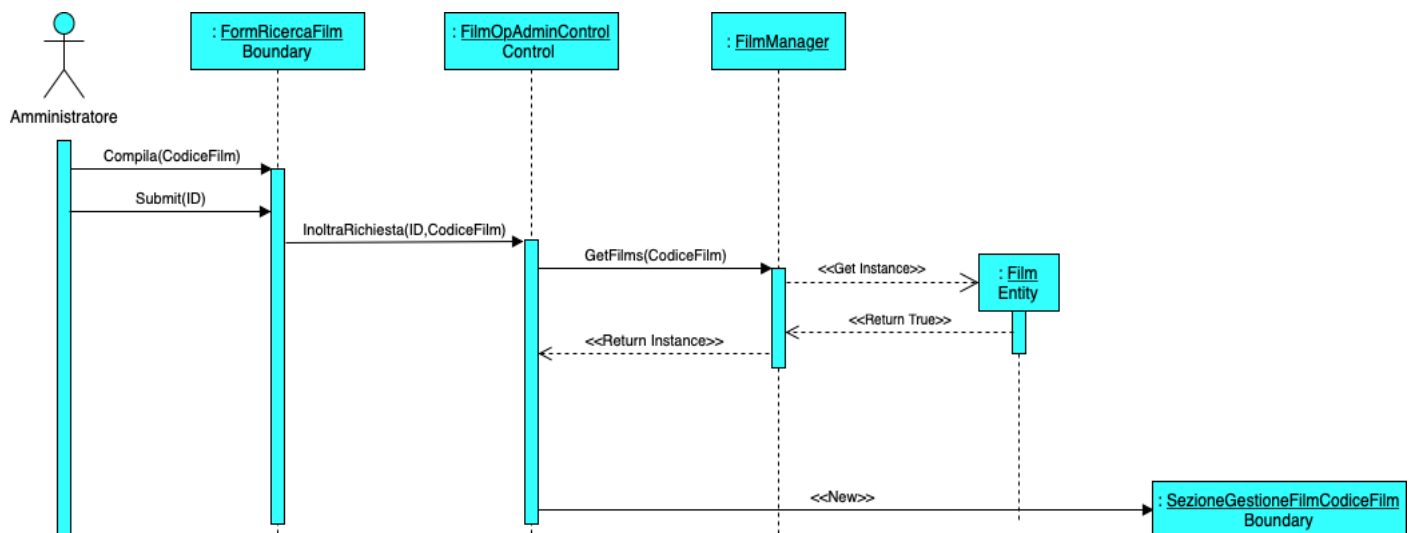 : FormRicercaFilm
Boundary
: FilmOpAdminControl
Control
: FilmManager
Amministratore
Compila(CodiceFilm)
Submit(ID)
InoltraRichiesta(ID,CodiceFilm)
GetFilms(CodiceFilm)
<<Get Instance>>
: Film
Entity
<<Return True>>
<<Return Instance>>
<<New>>
: SezioneGestioneFilmCodiceFilm
Boundary